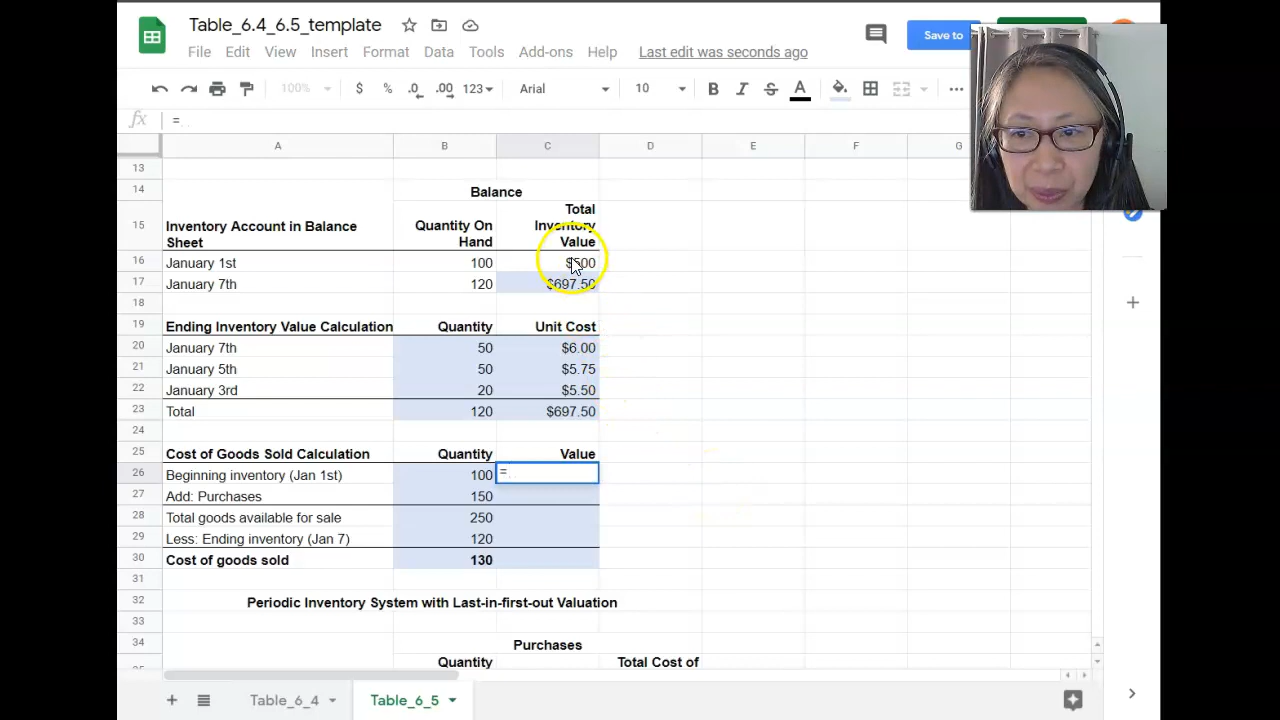 Table_6.4_6.5_template
Save to
File Edit View Insert Format Data Tools Add-ons Help Last edit was seconds ago
100% $ % .0 .00 123 Arial 10 B I S A
fx =
A B C D E F G
13
14 Balance
15 Inventory Account in Balance Sheet Quantity On Hand Total Inventory Value
16 January 1st 100
17 January 7th 120 $697.50
18
19 Ending Inventory Value Calculation Quantity Unit Cost
20 January 7th 50 $6.00
21 January 5th 50 $5.75
22 January 3rd 20 $5.50
23 Total 120 $697.50
24
25 Cost of Goods Sold Calculation Quantity Value
26 Beginning inventory (Jan 1st) 100 =
27 Add: Purchases 150
28 Total goods available for sale 250
29 Less: Ending inventory (Jan 7) 120
30 Cost of goods sold 130
31
32 Periodic Inventory System with Last-in-first-out Valuation
33
34 Purchases
Quantity Total Cost of
Table_6_4 Table_6_5